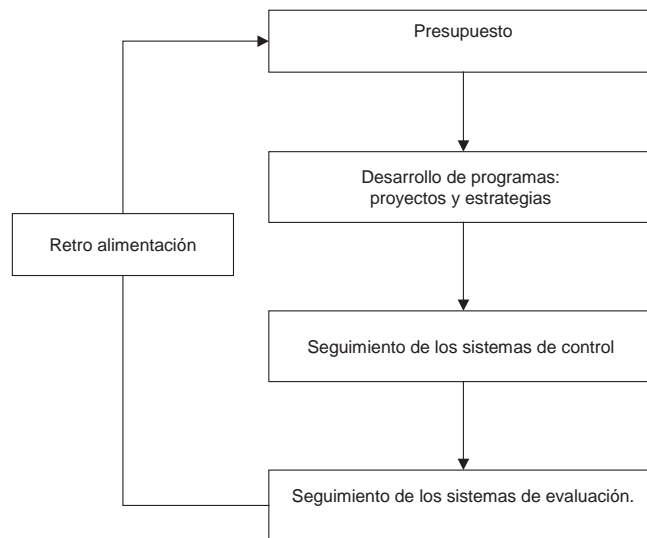 Presupuesto
Desarrollo de programas:
proyectos y estrategias
Retro alimentación
Seguimiento de los sistemas de control
Seguimiento de los sistemas de evaluación.